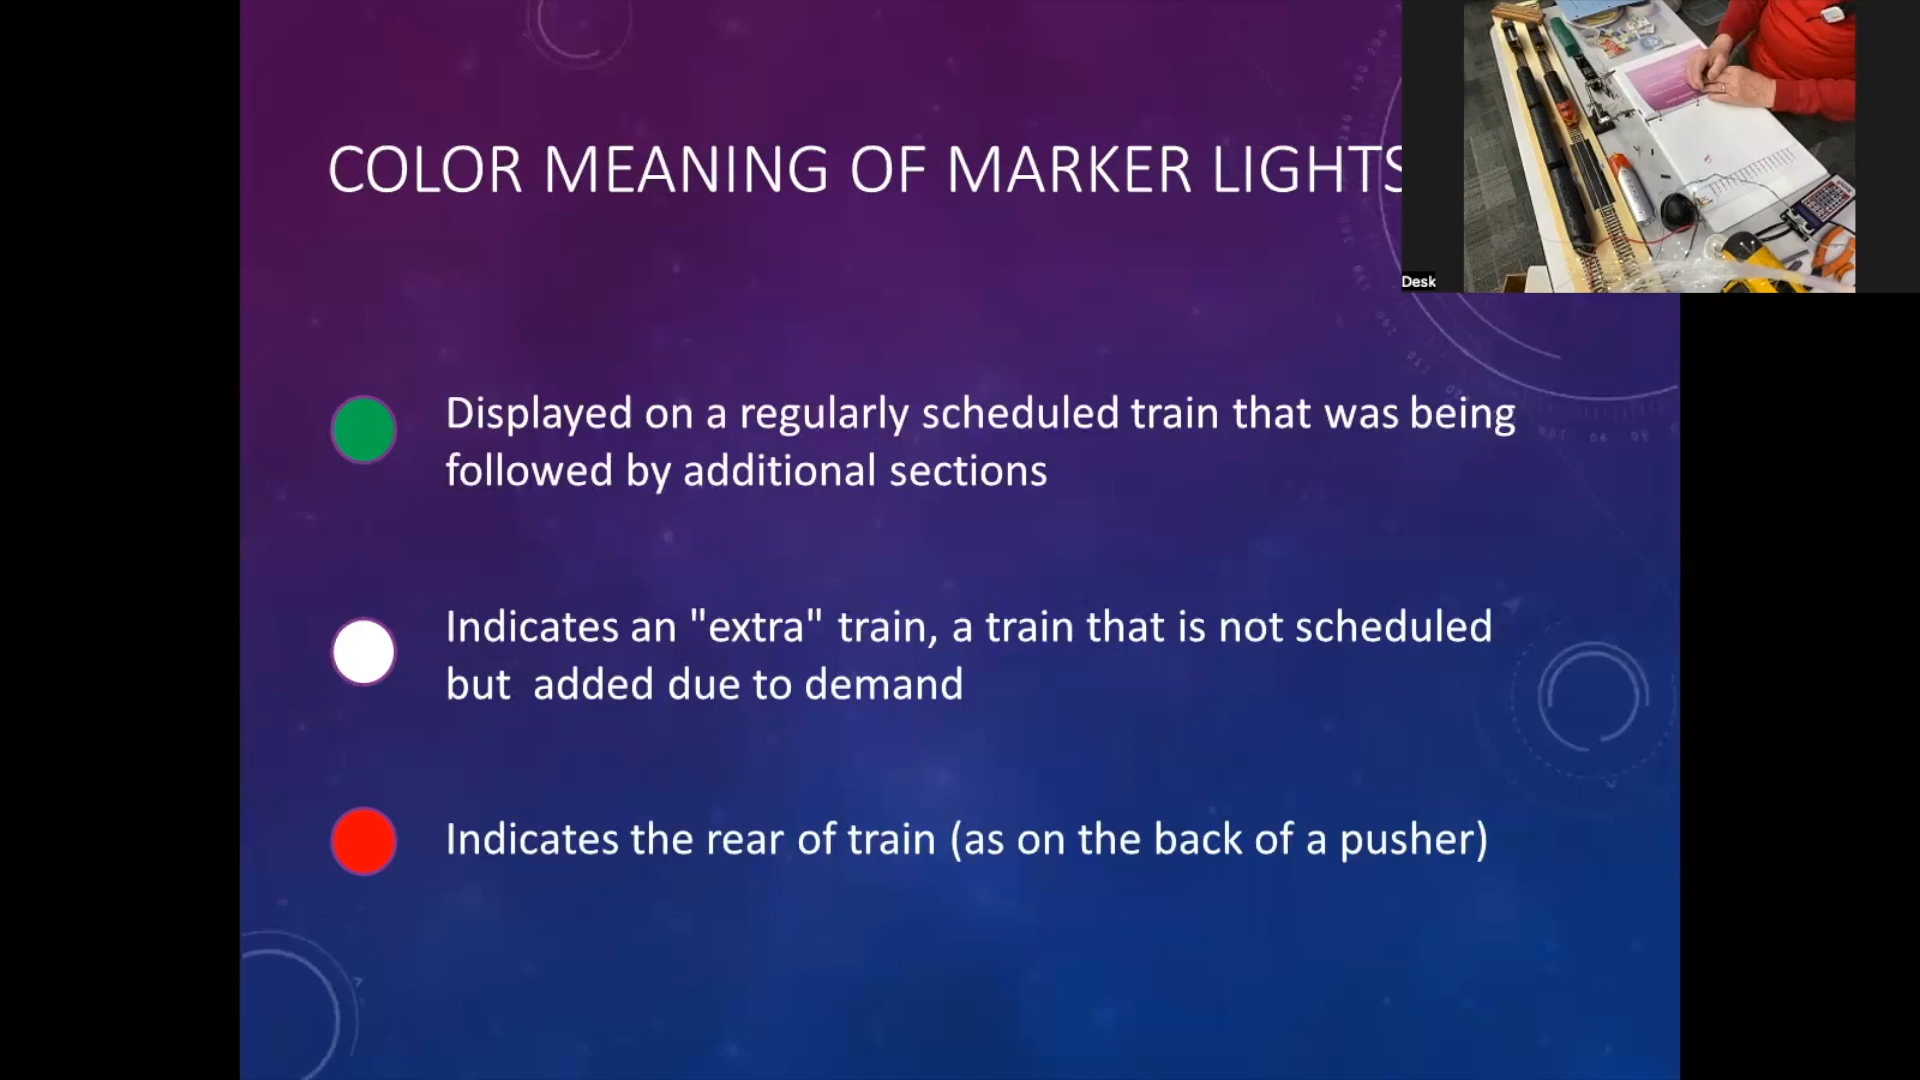 COLOR MEANING OF MARKER LIGHTS
Desk
Displayed on a regularly scheduled train that was being
followed by additional sections
Indicates an "extra" train, a train that is not scheduled
but  added due to demand
Indicates the rear of train (as on the back of a pusher)